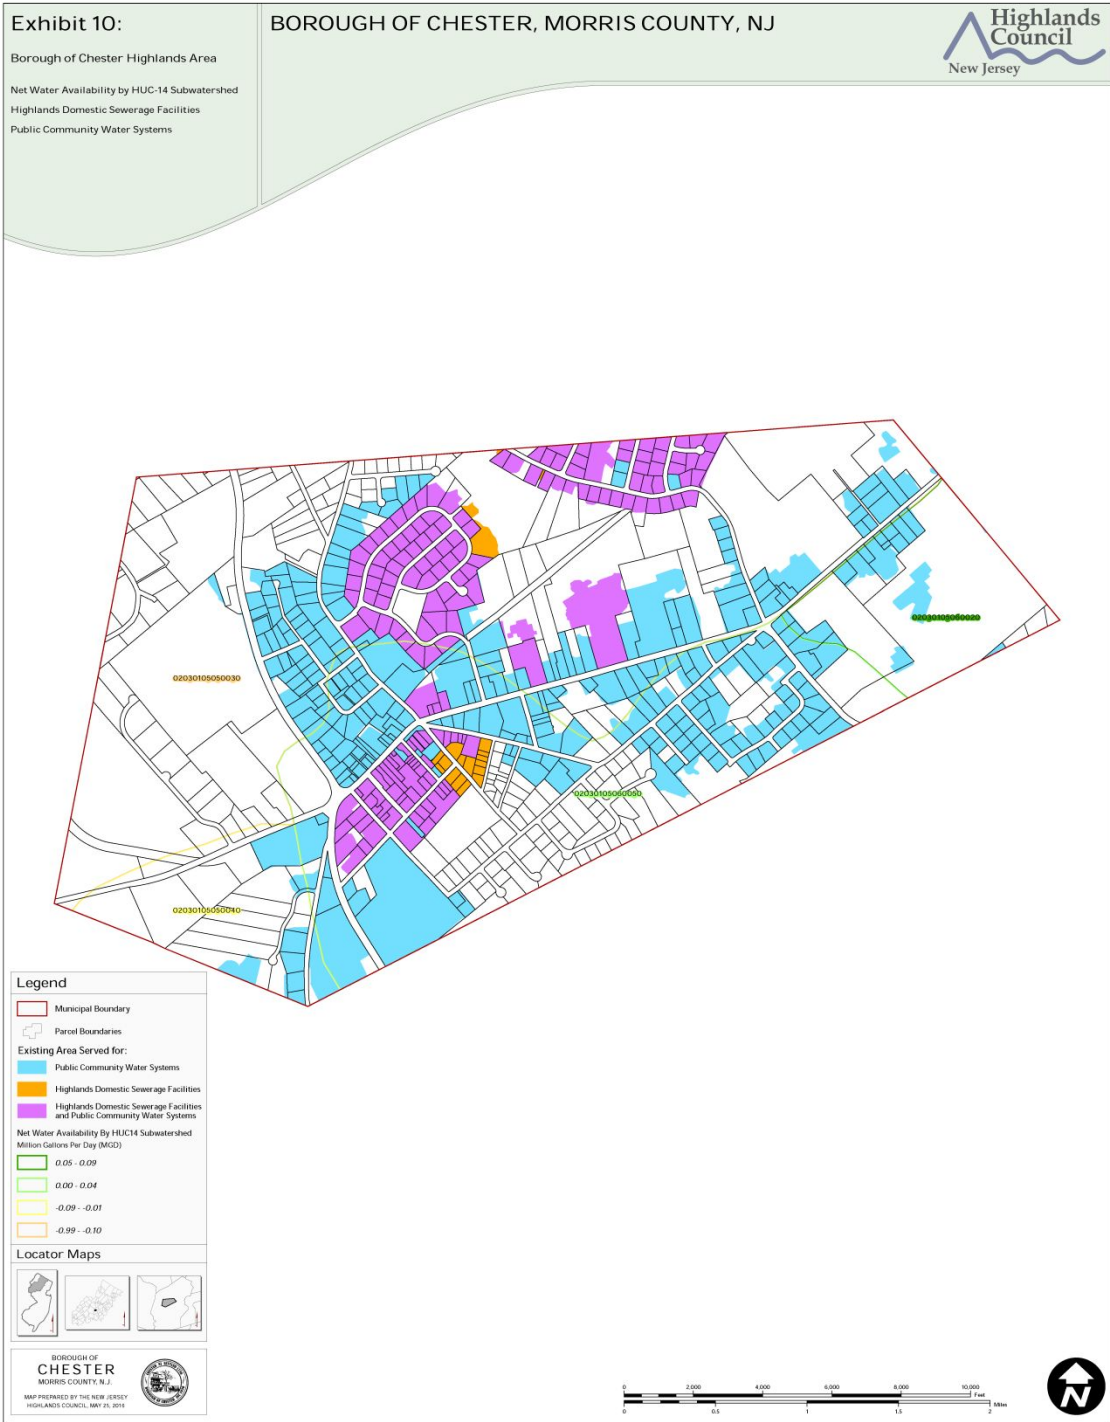 Exhibit 10:
Borough of Chester Highlands Area
Net Water Availability by HUC-14 Subwatershed
Highlands Domestic Sewerage Facilities
Public Community Water Systems
BOROUGH OF CHESTER, MORRIS COUNTY, NJ
Highlands
Council
New Jersey
02030105060020
02030105050030
02030105060050
02030105050040
Legend
Municipal Boundary
Parcel Boundaries
Existing Area Served for:
Public Community Water Systems
Highlands Domestic Sewerage Facilities
Highlands Domestic Sewerage Facilities
and Public Community Water Systems
Net Water Availability By HUC14 Subwatershed
Million Gallons Per Day (MGD)
0.05 - 0.09
0.00 - 0.04
-0.09 - -0.01
-0.99 - -0.10
Locator Maps
BOROUGH OF
CHESTER
MORRIS COUNTY, N.J.
MAP PREPARED BY THE NEW JERSEY
HIGHLANDS COUNCIL, MAY 25, 2010
0 2,000 4,000 6,000 8,000 10,000
Feet
Miles
0 0.5 1 1.5 2
N